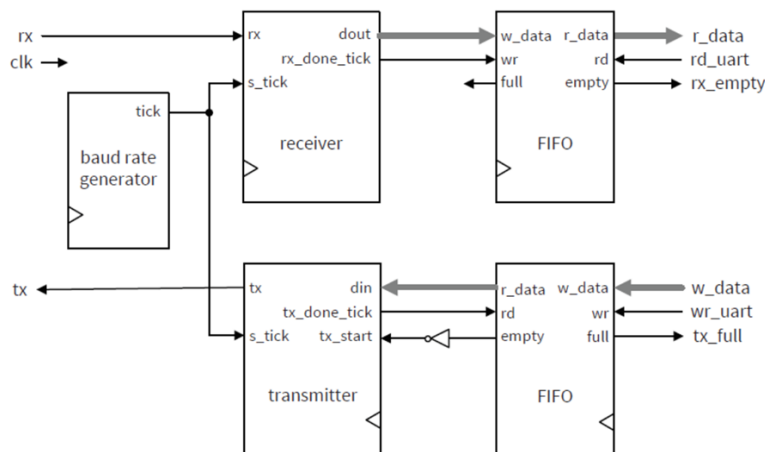 rx
clk
rx
dout
w_data
r_data
r_data
rx_done_tick
wr
rd
rd_uart
s_tick
full
empty
rx_empty
tick
baud rate
generator
receiver
FIFO
tx
tx
din
r_data
w_data
w_data
tx_done_tick
rd
wr
wr_uart
s_tick
tx_start
empty
full
tx_full
transmitter
FIFO